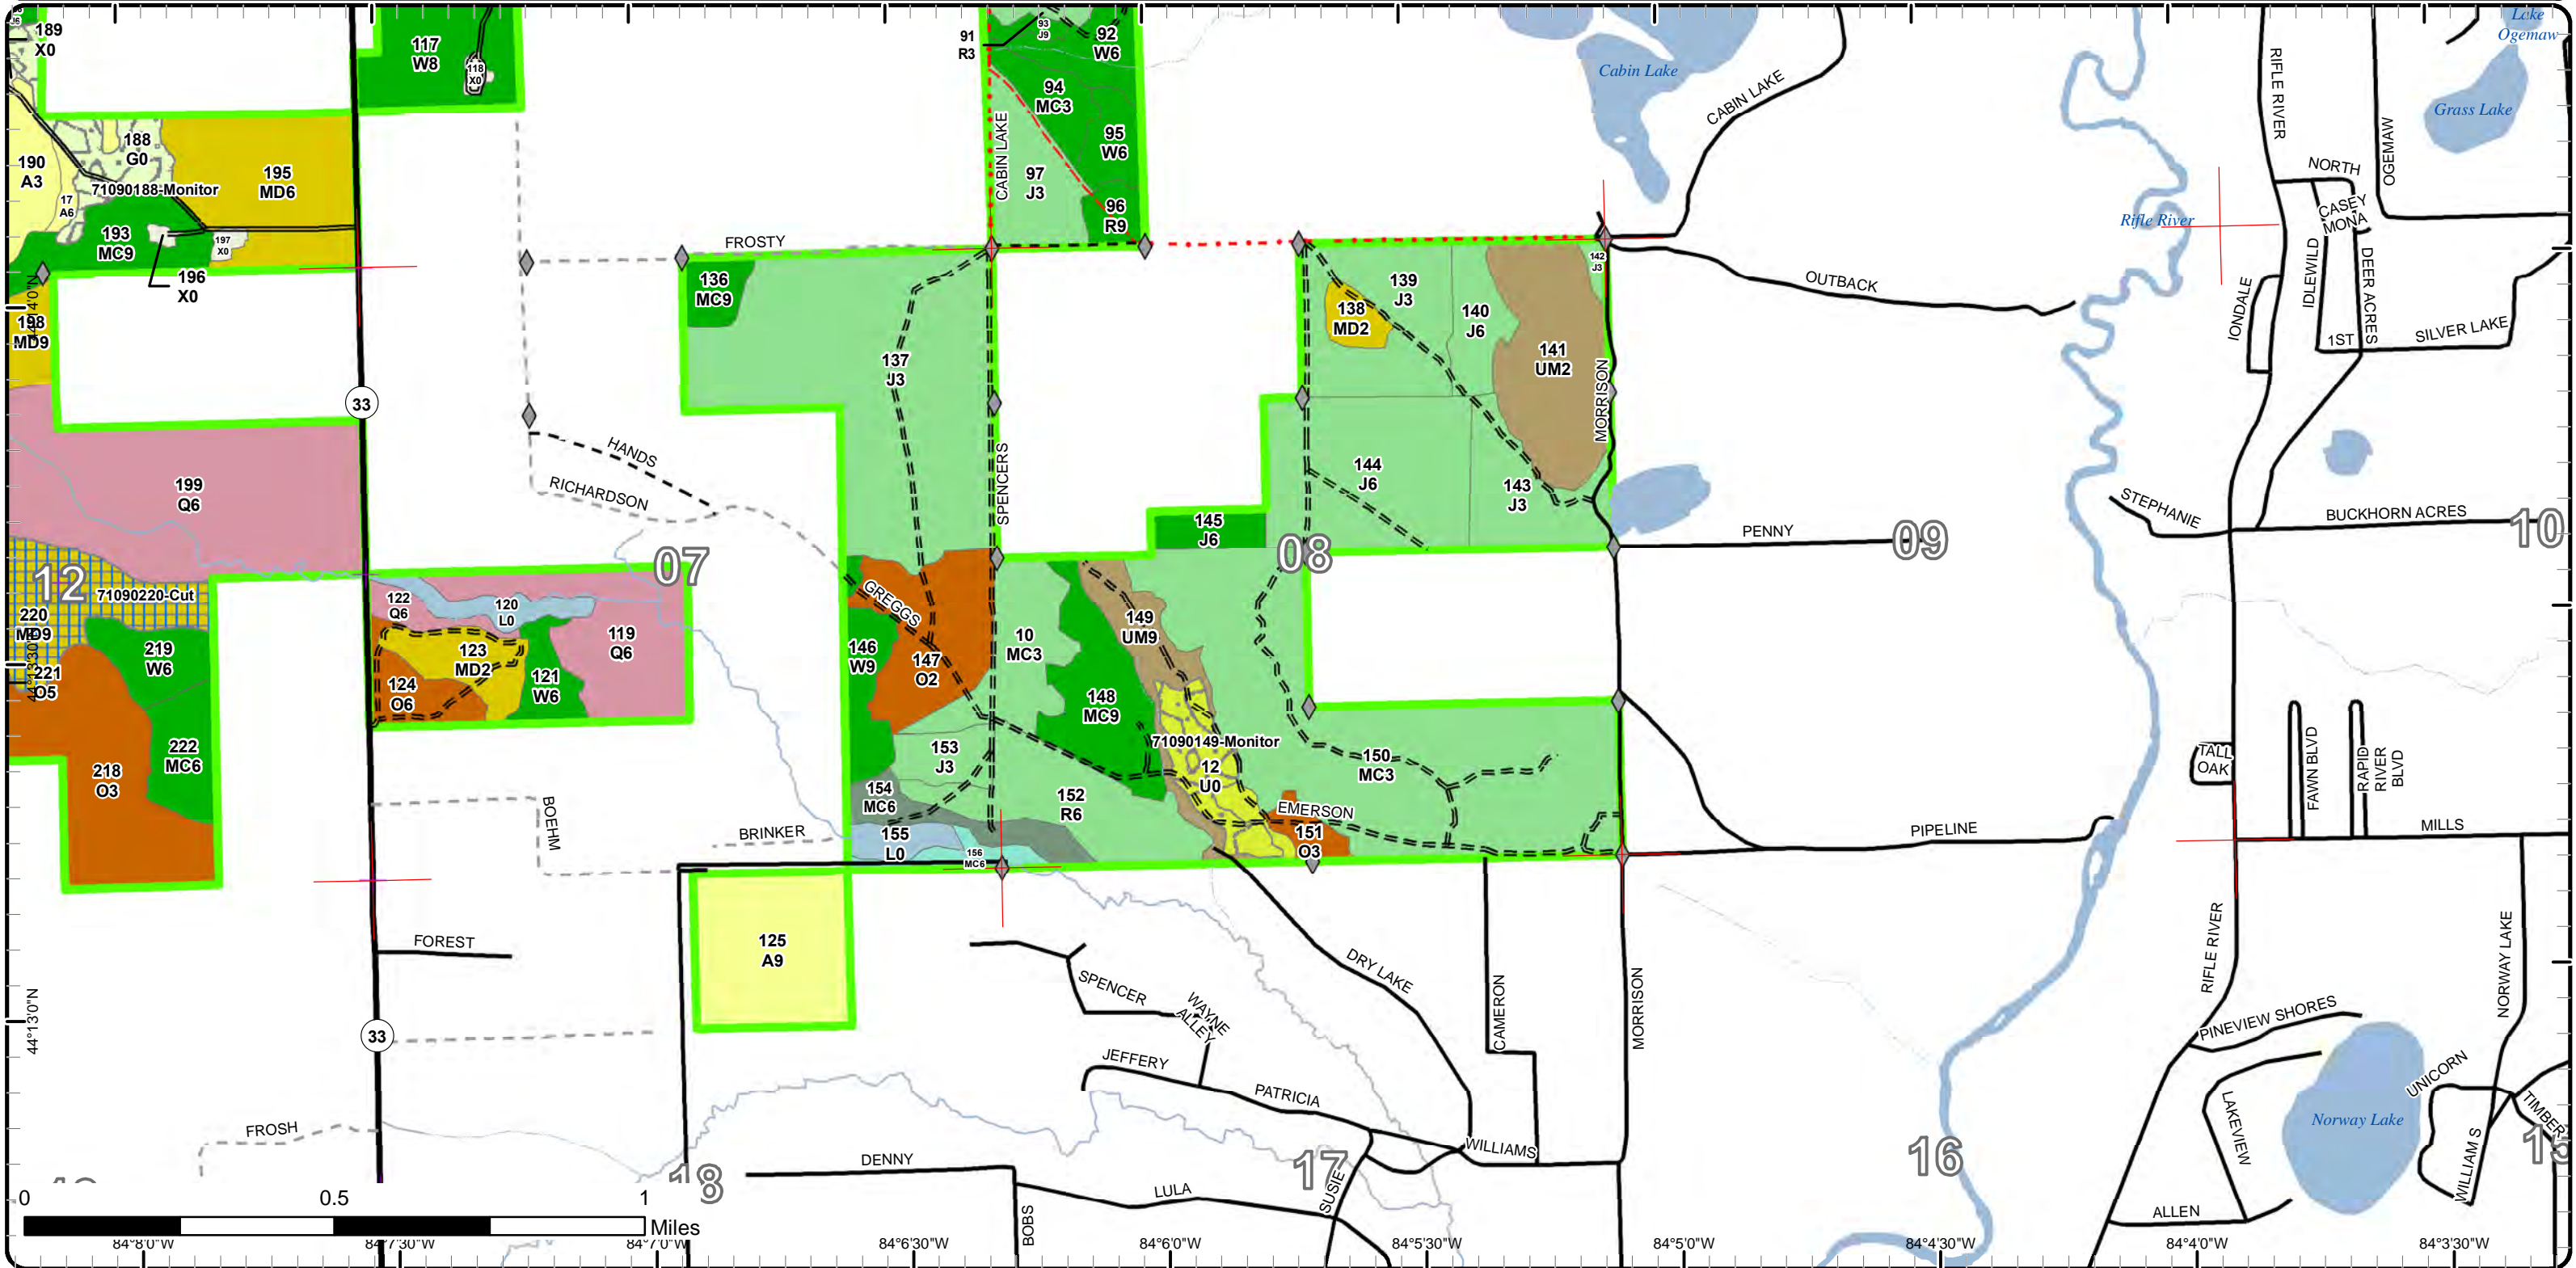 189
X0
117
W8
118
X0
91
R3
93
J9
92
W6
94
MC3
95
W6
97
J3
96
R9
CABIN LAKE
Cabin Lake
CABIN LAKE
Lake
Ogemaw
Grass Lake
RIFLE RIVER
OGEMAW
NORTH
CASEY
MONA
Rifle River
IDLEWILD
DEER ACRES
IONDALE
1ST
SILVER LAKE
188
G0
190
A3
71090188-Monitor
195
MD6
17
A6
193
MC9
197
X0
196
X0
198
MD9
33
FROSTY
136
MC9
137
J3
138
MD2
139
J3
140
J6
141
UM2
142
J3
OUTBACK
MORRISON
199
Q6
HANDS
RICHARDSON
SPENCERS
144
J6
143
J3
145
J6
PENNY
STEPHANIE
BUCKHORN ACRES
07
08
09
10
12
71090220-Cut
220
MD9
219
W6
221
O5
222
MC6
218
O3
122
Q6
120
L0
119
Q6
123
MD2
124
O6
121
W6
GREGGS
146
W9
147
O2
10
MC3
149
UM9
148
MC9
71090149-Monitor
12
U0
150
MC3
153
J3
154
MC6
152
R6
155
L0
156
MC6
EMERSON
151
O3
BOEHM
BRINKER
PIPELINE
MILLS
TALL
OAK
FAWN BLVD
RAPID
RIVER
BLVD
125
A9
FOREST
33
44°13'0"N
SPENCER
WAYNE
ALLEY
DRY LAKE
CAMERON
MORRISON
RIFLE RIVER
NORWAY LAKE
PINEVIEW SHORES
JEFFERY
PATRICIA
LAKEVIEW
Norway Lake
UNICORN
TIMBER
WILLIAMS
FROSH
18
17
16
15
DENNY
LULA
SUSIE
WILLIAMS
BOBS
ALLEN
0
0.5
1
Miles
84°8'0"W
84°7'30"W
84°7'0"W
84°6'30"W
84°6'0"W
84°5'30"W
84°5'0"W
84°4'30"W
84°4'0"W
84°3'30"W